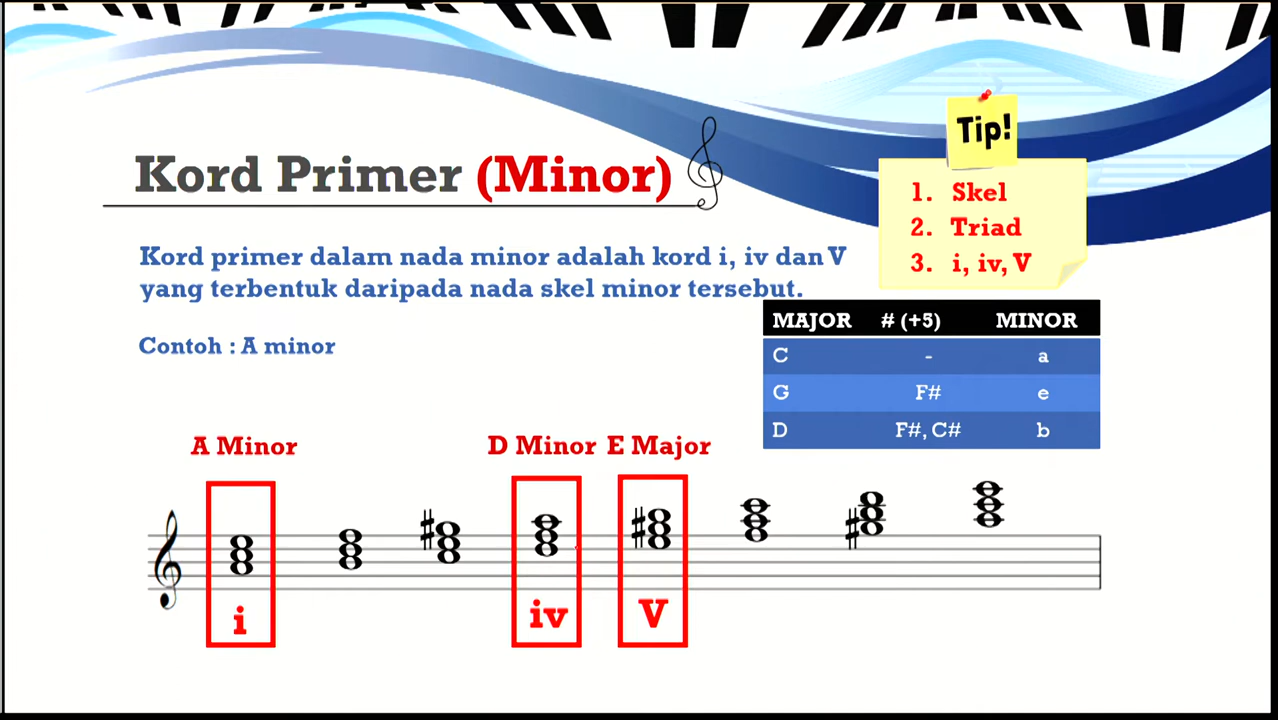 Tip!
Kord Primer (Minor)
1. Skel
2. Triad
3. i, iv, V
Kord primer dalam nada minor adalah kord i, iv dan V
yang terbentuk daripada nada skel minor tersebut.
Contoh : A minor
MAJOR # (+5) MINOR
C - a
G F# e
D F#, C# b
A Minor D Minor E Major
i iv V